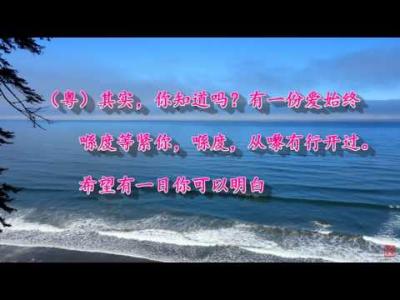 （粤）其实，你知道吗？有一份爱始终
喺度等紧你，喺度，从嚟有行开过。
希望有一日你可以明白